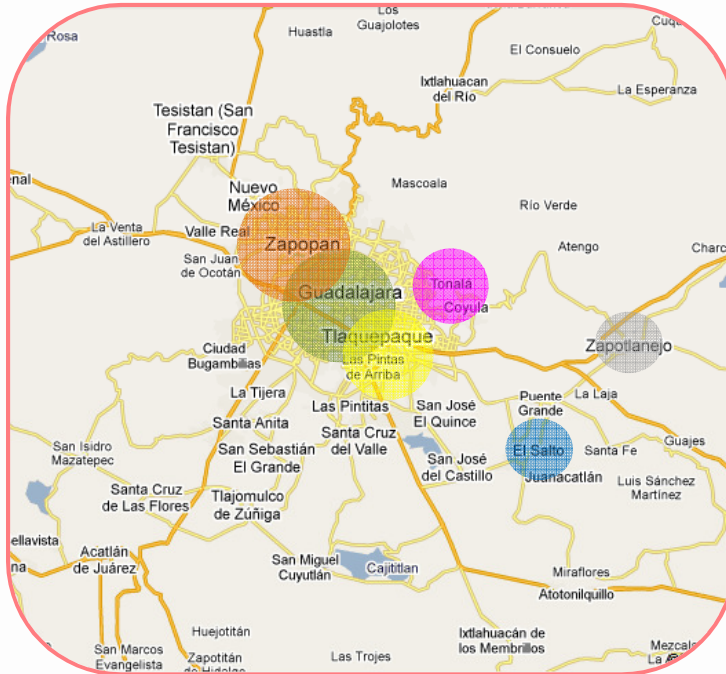 Los
Guajolotes
Cuq
Rosa
Huastla
El Consuelo
Ixtlahuacan
del Río
La Esperanza
Tesistan (San
Francisco
Tesistan)
Mascoala
nal
Nuevo
México
Río Verde
La Venta
del Astillero
Valle Real
Zapopan
Atengo
Charc
San Juan
de Ocotán
Tonalá
Guadalajara
Coyula
Tlaquepaque
Zapotlanejo
Ciudad
Bugambilias
Las Pintas
de Arriba
La Tijera
Las Pintitas
Puente
Grande
La Laja
San José
El Quince
Santa Anita
Santa Cruz
del Valle
San Isidro
Mazatepec
San Sebastián
El Grande
El Salto
Santa Fe
Guajes
San José
del Castillo
Juanacatlán
Luis Sánchez
Martínez
Santa Cruz
de Las Flores
Tlajomulco
de Zúñiga
ellavista
na
Acatlán
de Juárez
San Miguel
Cuyutlán
Cajititlan
Miraflores
Atotonilquillo
Huejotitán
Ixtlahuacán de
los Membrillos
San Marcos
Evangelista
Zapotitán
de Hidalgo
Las Trojes
Mezcala